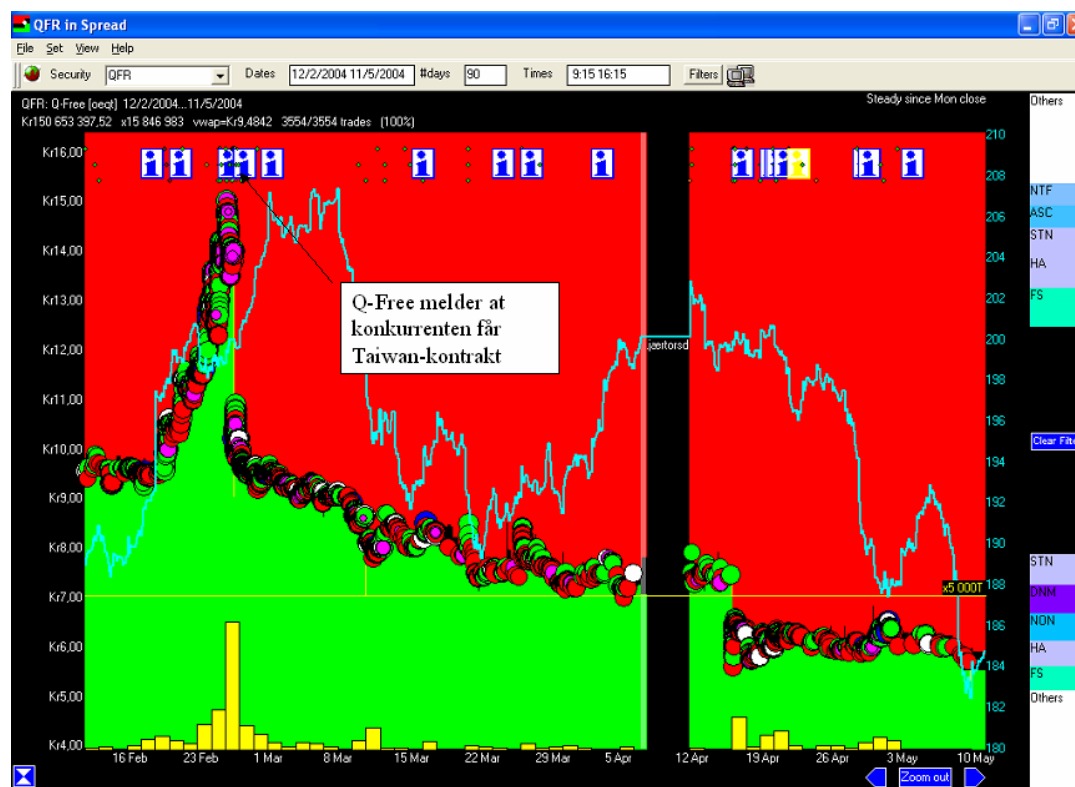 QFR in Spread
File Set View Help
Security QFR Dates 12/2/2004 11/5/2004 #days 90 Times 9:15 16:15 Filters
QFR: Q-Free [oeqt] 12/2/2004...11/5/2004
Steady since Mon close
Kr150 653 397,52 x15 846 983 vwap=Kr9,4842 3554/3554 trades (100%)
Others
NTF
ASC
STN
HA
FS
Kr16,00
Kr15,00
Kr14,00
Kr13,00
Kr12,00
Kr11,00
Kr10,00
Kr9,00
Kr8,00
Kr7,00
Kr6,00
Kr5,00
Kr4,00
Q-Free melder at
konkurrenten får
Taiwan-kontrakt
210
208
206
204
202
200
198
196
194
192
190
188
186
184
182
180
x5 000T
Clear Filte
STN
DNM
NON
HA
FS
Others
16 Feb 23 Feb 1 Mar 8 Mar 15 Mar 22 Mar 29 Mar 5 Apr 12 Apr 19 Apr 26 Apr 3 May 10 May
Zoom out